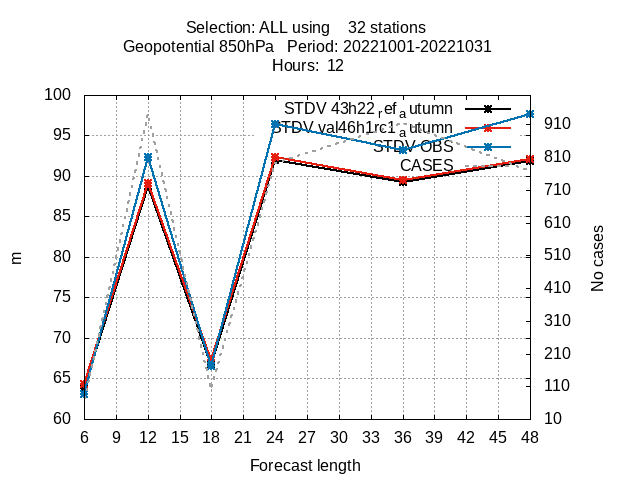 Selection: ALL using 32 stations
Geopotential 850hPa Period: 20221001-20221031
Hours: 12
STDV 43h22refautumn
STDV val46h1rc1autumn
STDV OBS
CASES
100
95
90
85
80
75
70
65
60
m
910
810
710
610
510
410
310
210
110
10
No cases
6 9 12 15 18 21 24 27 30 33 36 39 42 45 48
Forecast length